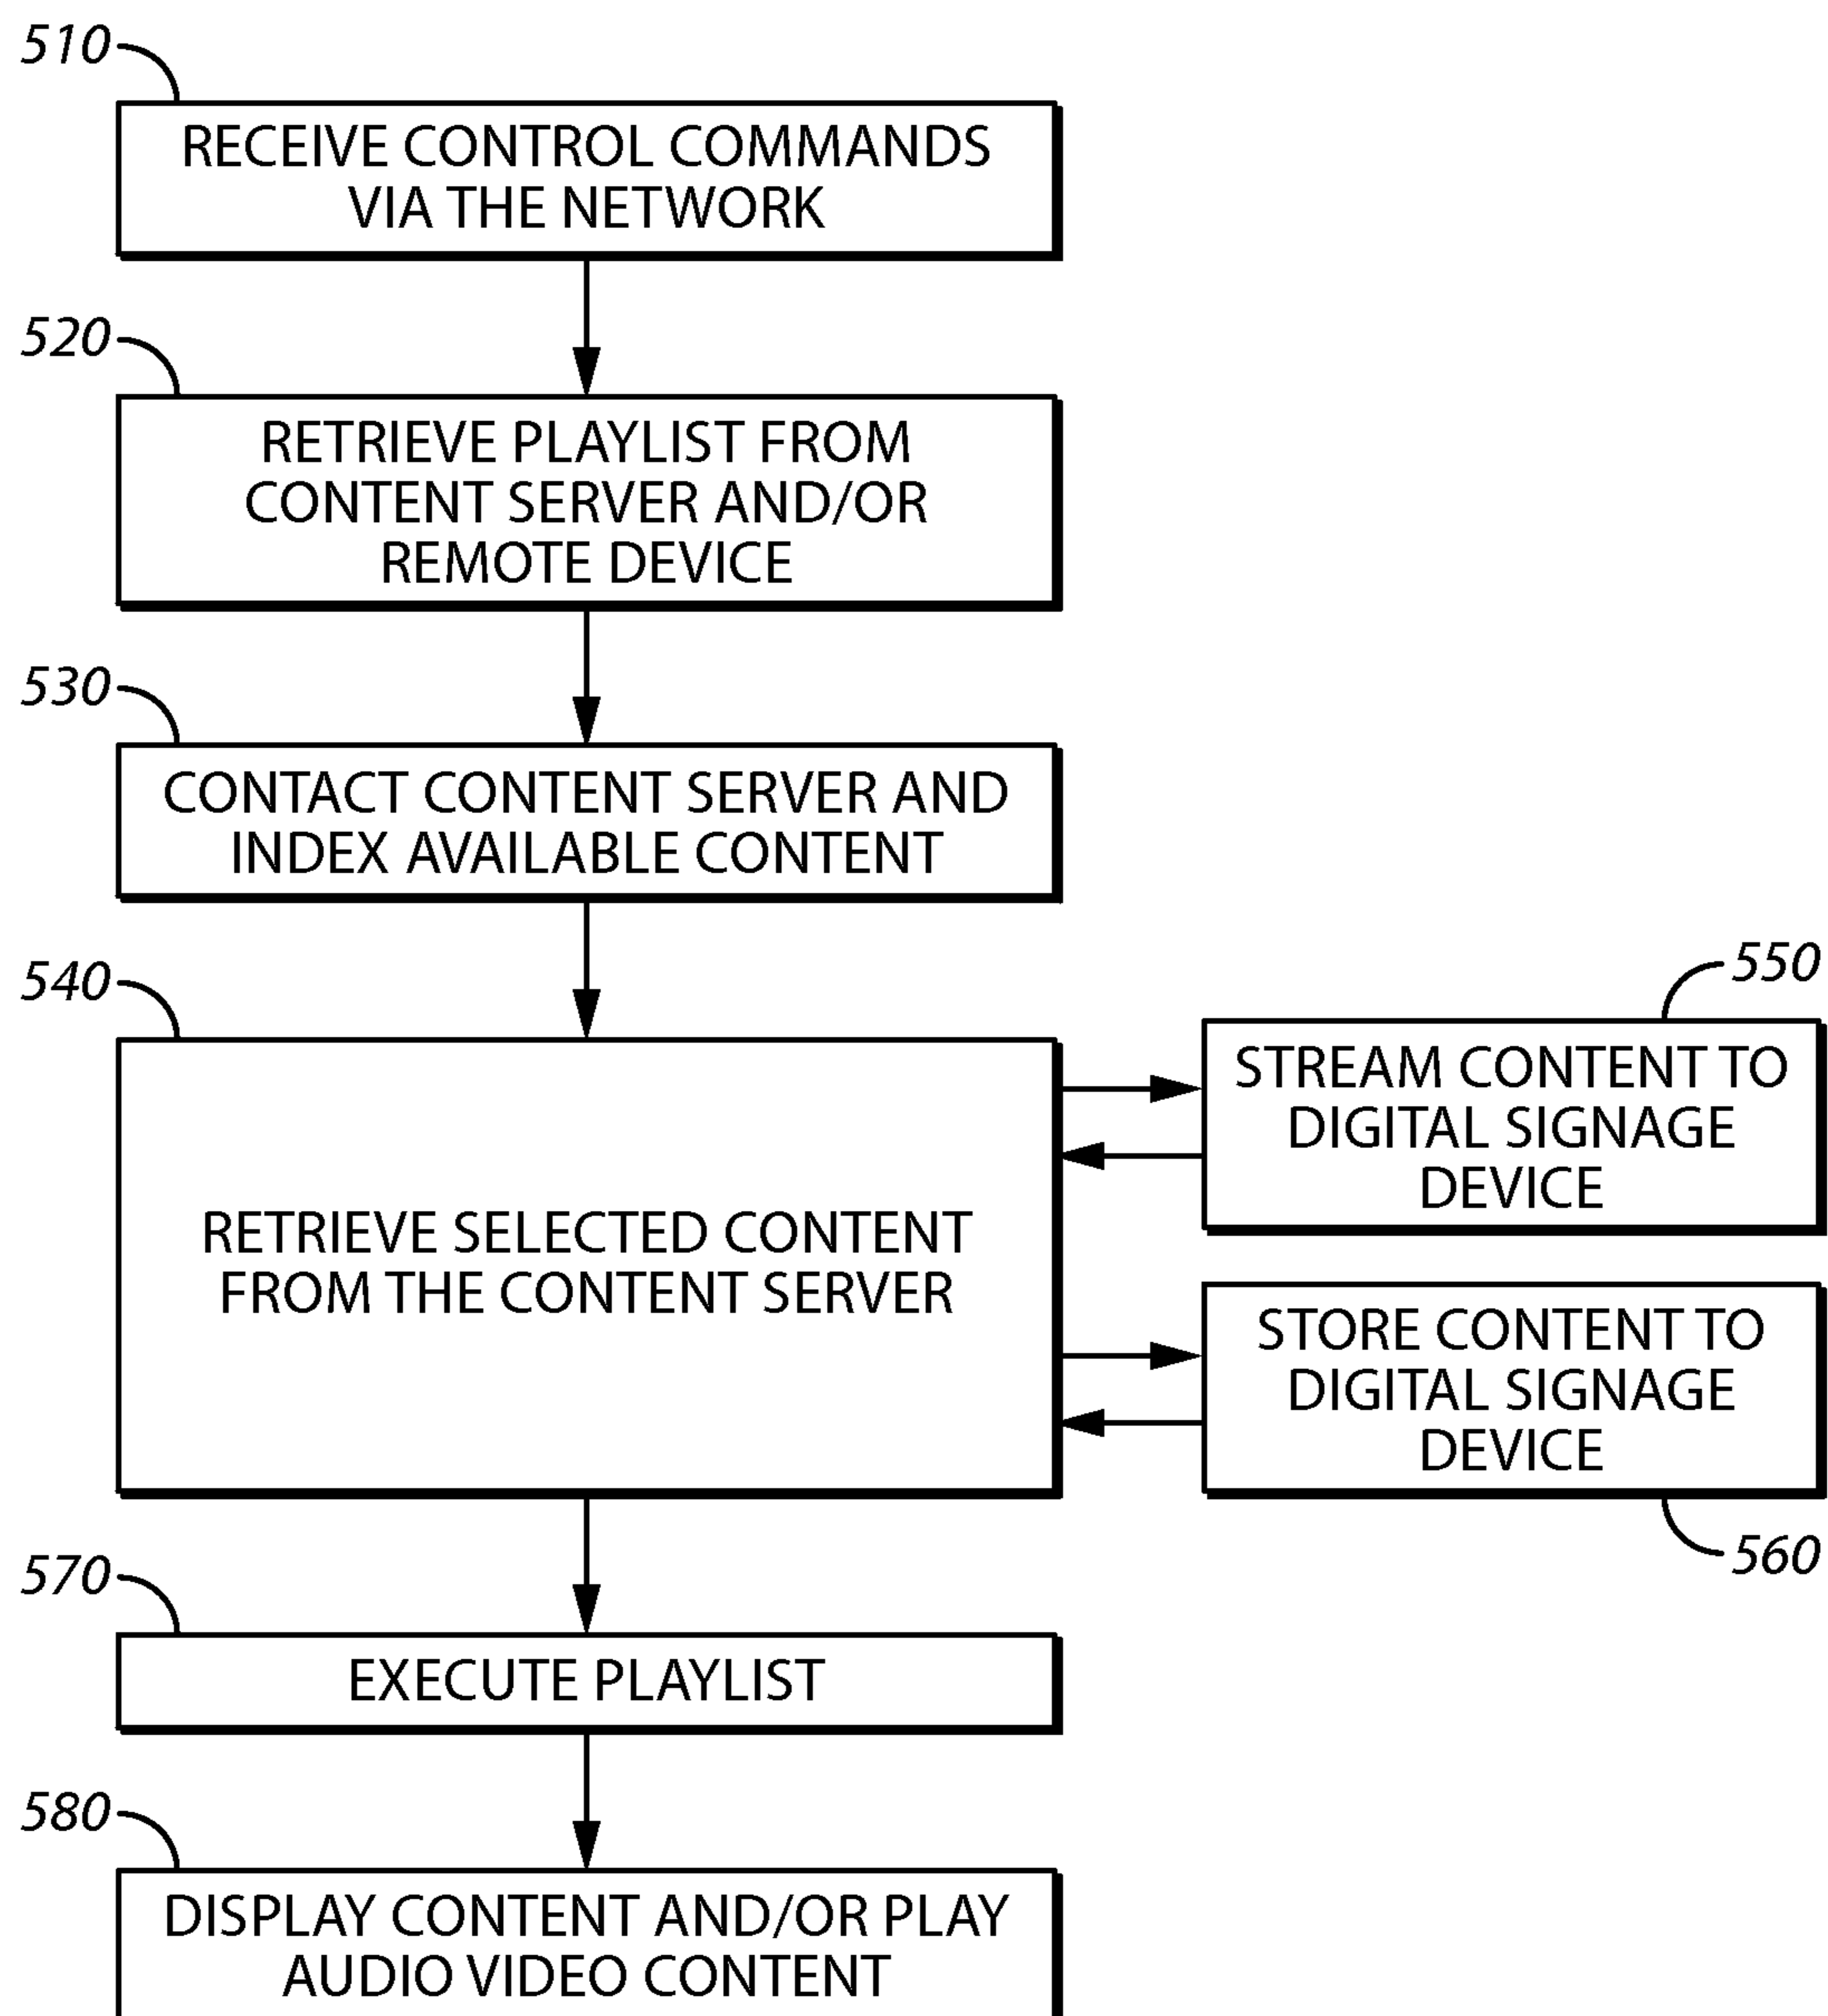 510
RECEIVE CONTROL COMMANDS
VIA THE NETWORK
520
RETRIEVE PLAYLIST FROM
CONTENT SERVER AND/OR
REMOTE DEVICE
530
CONTACT CONTENT SERVER AND
INDEX AVAILABLE CONTENT
540
RETRIEVE SELECTED CONTENT
FROM THE CONTENT SERVER
550
STREAM CONTENT TO
DIGITAL SIGNAGE
DEVICE
STORE CONTENT TO
DIGITAL SIGNAGE
DEVICE
560
570
EXECUTE PLAYLIST
580
DISPLAY CONTENT AND/OR PLAY
AUDIO VIDEO CONTENT